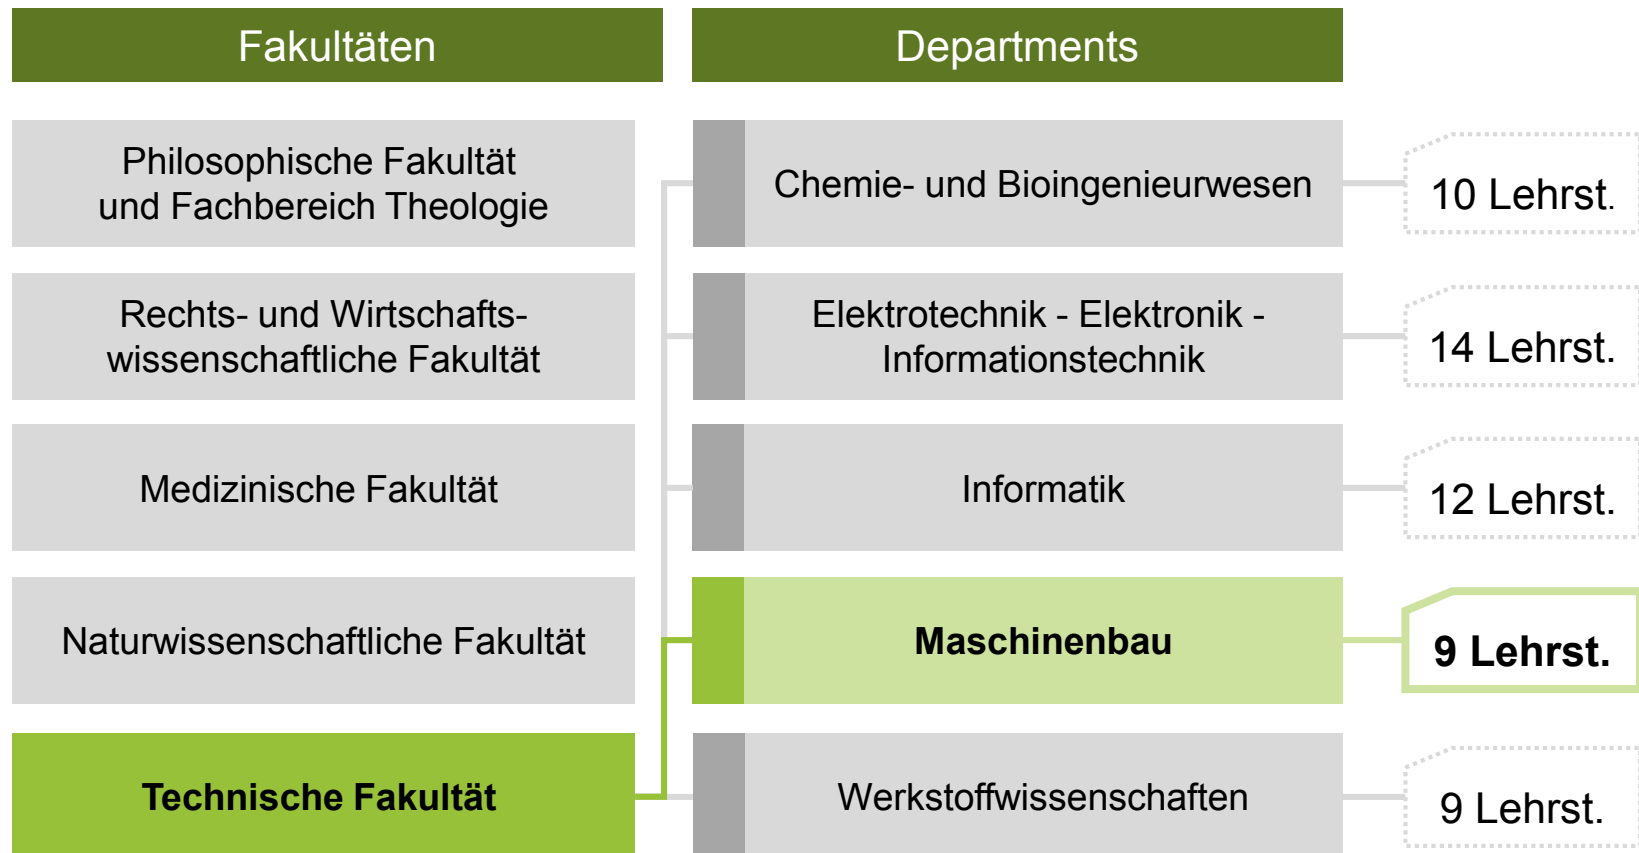 Fakultäten
Departments
Philosophische Fakultät
und Fachbereich Theologie
Chemie- und Bioingenieurwesen
10 Lehrst.
Rechts- und Wirtschafts-
wissenschaftliche Fakultät
Elektrotechnik - Elektronik -
Informationstechnik
14 Lehrst.
Medizinische Fakultät
Informatik
12 Lehrst.
Naturwissenschaftliche Fakultät
Maschinenbau
9 Lehrst.
Technische Fakultät
Werkstoffwissenschaften
9 Lehrst.